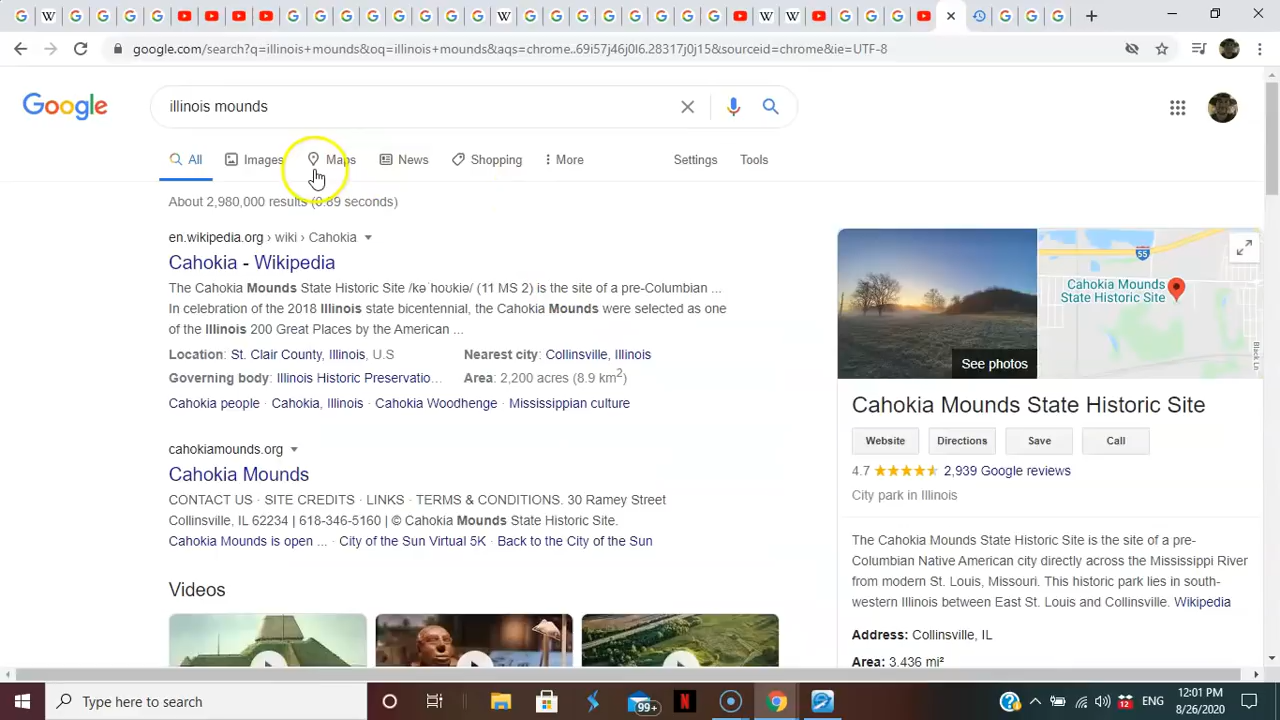 google.com/search?q=illinois+mounds&oq=illinois+mounds&aqs=chrome..69i57j46j0l6.28317j0j15&sourceid=chrome&ie=UTF-8
Google
illinois mounds
All Images Maps News Shopping More Settings Tools
About 2,980,000 results (0.89 seconds)
en.wikipedia.org › wiki › Cahokia
Cahokia - Wikipedia
The Cahokia Mounds State Historic Site /kə ˈhoʊkiə/ (11 MS 2) is the site of a pre-Columbian ...
In celebration of the 2018 Illinois state bicentennial, the Cahokia Mounds were selected as one
of the Illinois 200 Great Places by the American ...
Location: St. Clair County, Illinois, U.S Nearest city: Collinsville, Illinois
Governing body: Illinois Historic Preservatio... Area: 2,200 acres (8.9 km²)
Cahokia people · Cahokia, Illinois · Cahokia Woodhenge · Mississippian culture
cahokiamounds.org
Cahokia Mounds
CONTACT US · SITE CREDITS · LINKS · TERMS & CONDITIONS. 30 Ramey Street
Collinsville, IL 62234 | 618-346-5160 | © Cahokia Mounds State Historic Site.
Cahokia Mounds is open ... · City of the Sun Virtual 5K · Back to the City of the Sun
Videos
55
Cahokia Mounds
State Historic Site
Black Ln
See photos
Cahokia Mounds State Historic Site
Website Directions Save Call
4.7 2,939 Google reviews
City park in Illinois
The Cahokia Mounds State Historic Site is the site of a pre-
Columbian Native American city directly across the Mississippi River
from modern St. Louis, Missouri. This historic park lies in south-
western Illinois between East St. Louis and Collinsville. Wikipedia
Address: Collinsville, IL
Area: 3.436 mi²
Type here to search
99+
N
12
ENG
12:01 PM
8/26/2020